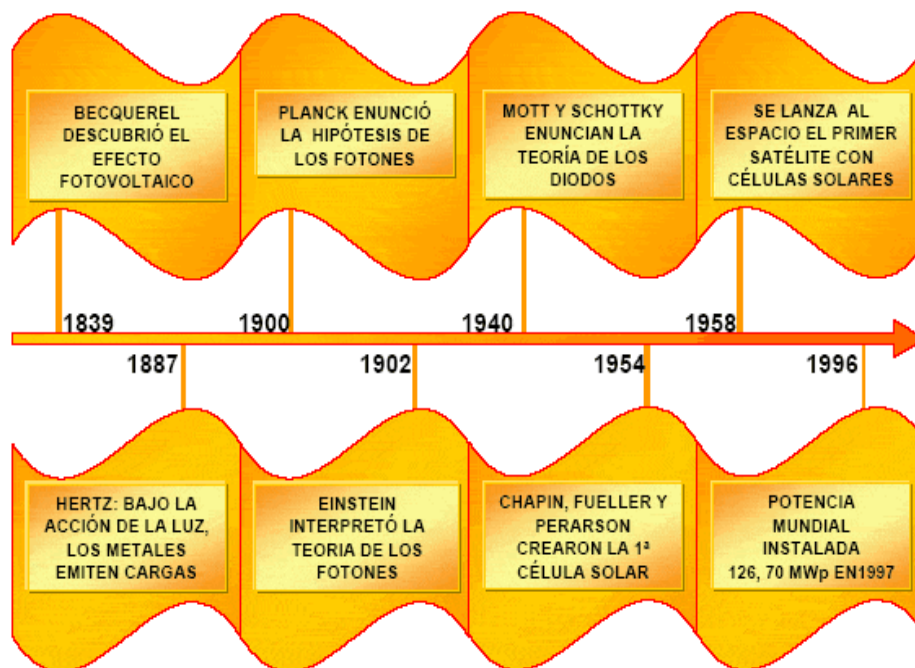 BECQUEREL
DESCUBRIÓ EL
EFECTO
FOTOVOLTAICO
PLANCK ENUNCIÓ
LA HIPÓTESIS DE
LOS FOTONES
MOTT Y SCHOTTKY
ENUNCIAN LA
TEORÍA DE LOS
DIODOS
SE LANZA AL
ESPACIO EL PRIMER
SATÉLITE CON
CÉLULAS SOLARES
1839
1900
1940
1958
1887
1902
1954
1996
HERTZ: BAJO LA
ACCIÓN DE LA LUZ,
LOS METALES
EMITEN CARGAS
EINSTEIN
INTERPRETÓ LA
TEORIA DE LOS
FOTONES
CHAPIN, FUELLER Y
PERARSON
CREARON LA 1ª
CÉLULA SOLAR
POTENCIA
MUNDIAL
INSTALADA
126, 70 MWp EN1997